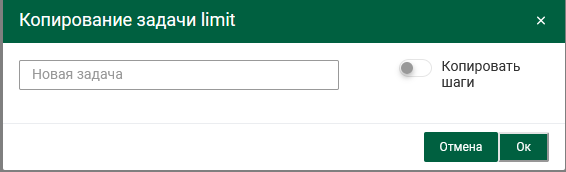 Копирование задачи limit
×
Новая задача
Копировать
шаги
Отмена
Ок